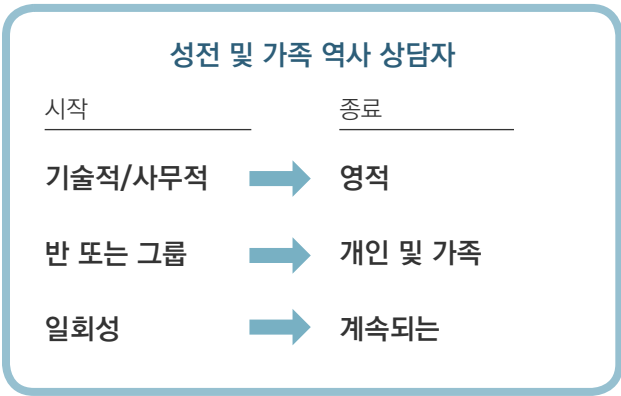 성전 및 가족 역사 상담자
시작 종료
기술적/사무적 영적
반 또는 그룹 개인 및 가족
일회성 계속되는